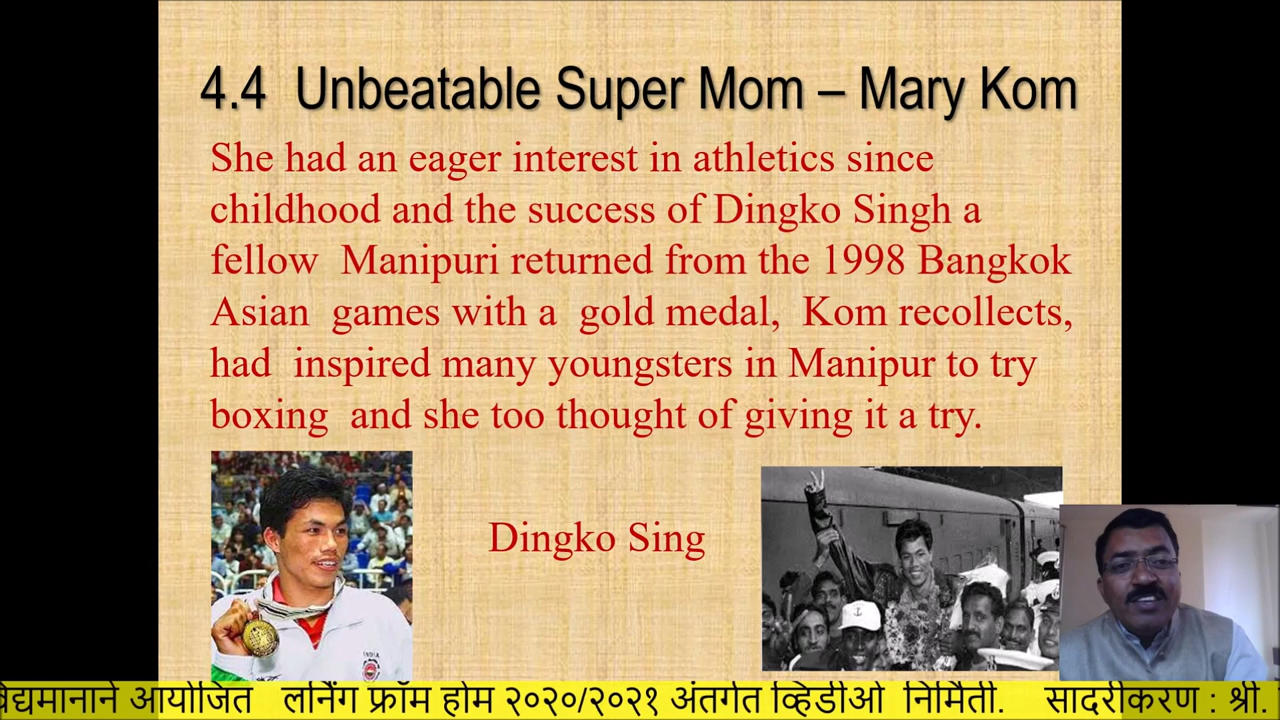 4.4 Unbeatable Super Mom – Mary Kom
She had an eager interest in athletics since
childhood and the success of Dingko Singh a
fellow Manipuri returned from the 1998 Bangkok
Asian games with a gold medal, Kom recollects,
had inspired many youngsters in Manipur to try
boxing and she too thought of giving it a try.
Dingko Sing
INDIA
आयोजित लर्निंग फ्रॉम होम २०२०/२०२१ अंतर्गत व्हिडीओ निर्मिती. सादरीकरण : श्री.